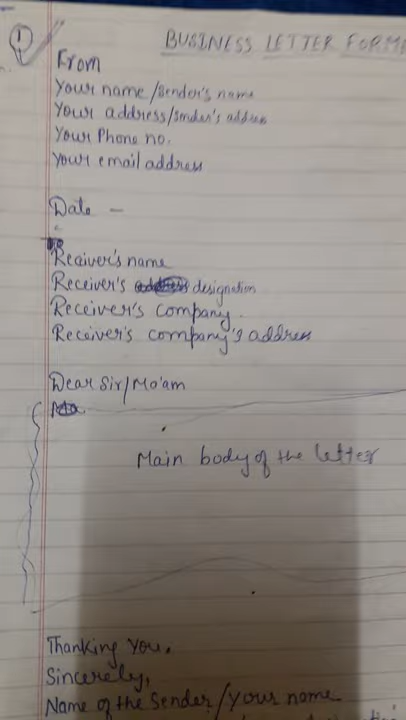 1
BUSINESS LETTER FORM
From
Your name/sender's name
Your address/sender's address
Your Phone no.
Your email address
Date —
Reaiver's name
Receiver's designation
Receiver's company.
Receiver's company's address
Dear Sir/Ma'am
Main body of the letter
Thanking You.
Sincerely,
Name of the Sender/Your name